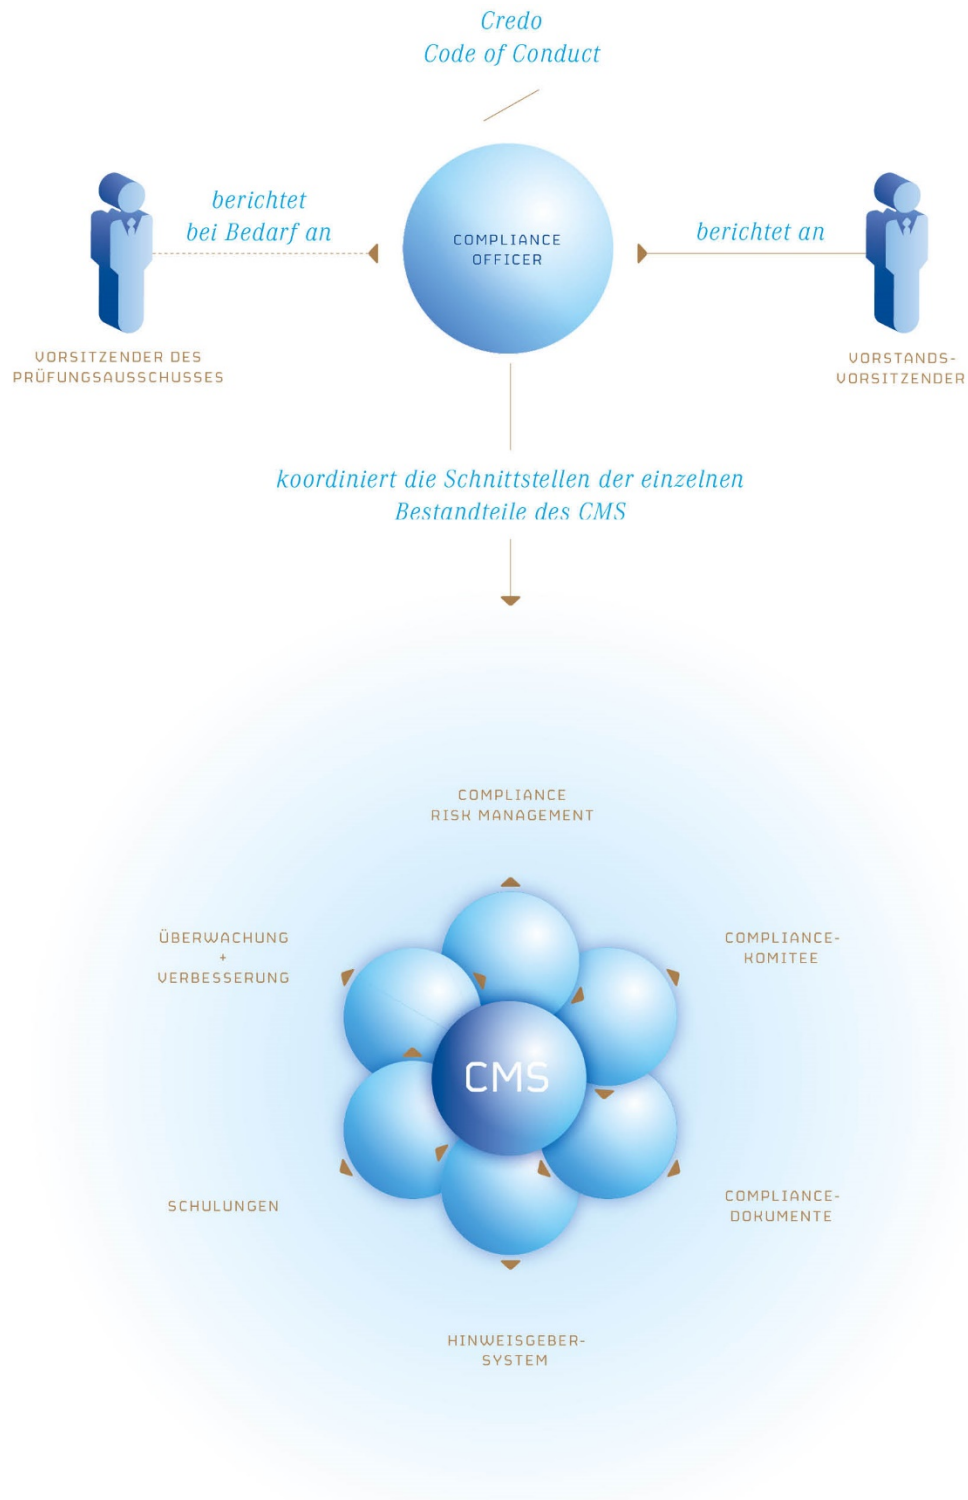 Credo
Code of Conduct
berichtet
bei Bedarf an
COMPLIANCE
OFFICER
berichtet an
VORSITZENDER DES
PRÜFUNGSAUSSCHUSSES
VORSTANDS-
VORSITZENDER
koordiniert die Schnittstellen der einzelnen
Bestandteile des CMS
COMPLIANCE
RISK MANAGEMENT
ÜBERWACHUNG
+
VERBESSERUNG
COMPLIANCE-
KOMITEE
CMS
SCHULUNGEN
COMPLIANCE-
DOKUMENTE
HINWEISGEBER-
SYSTEM